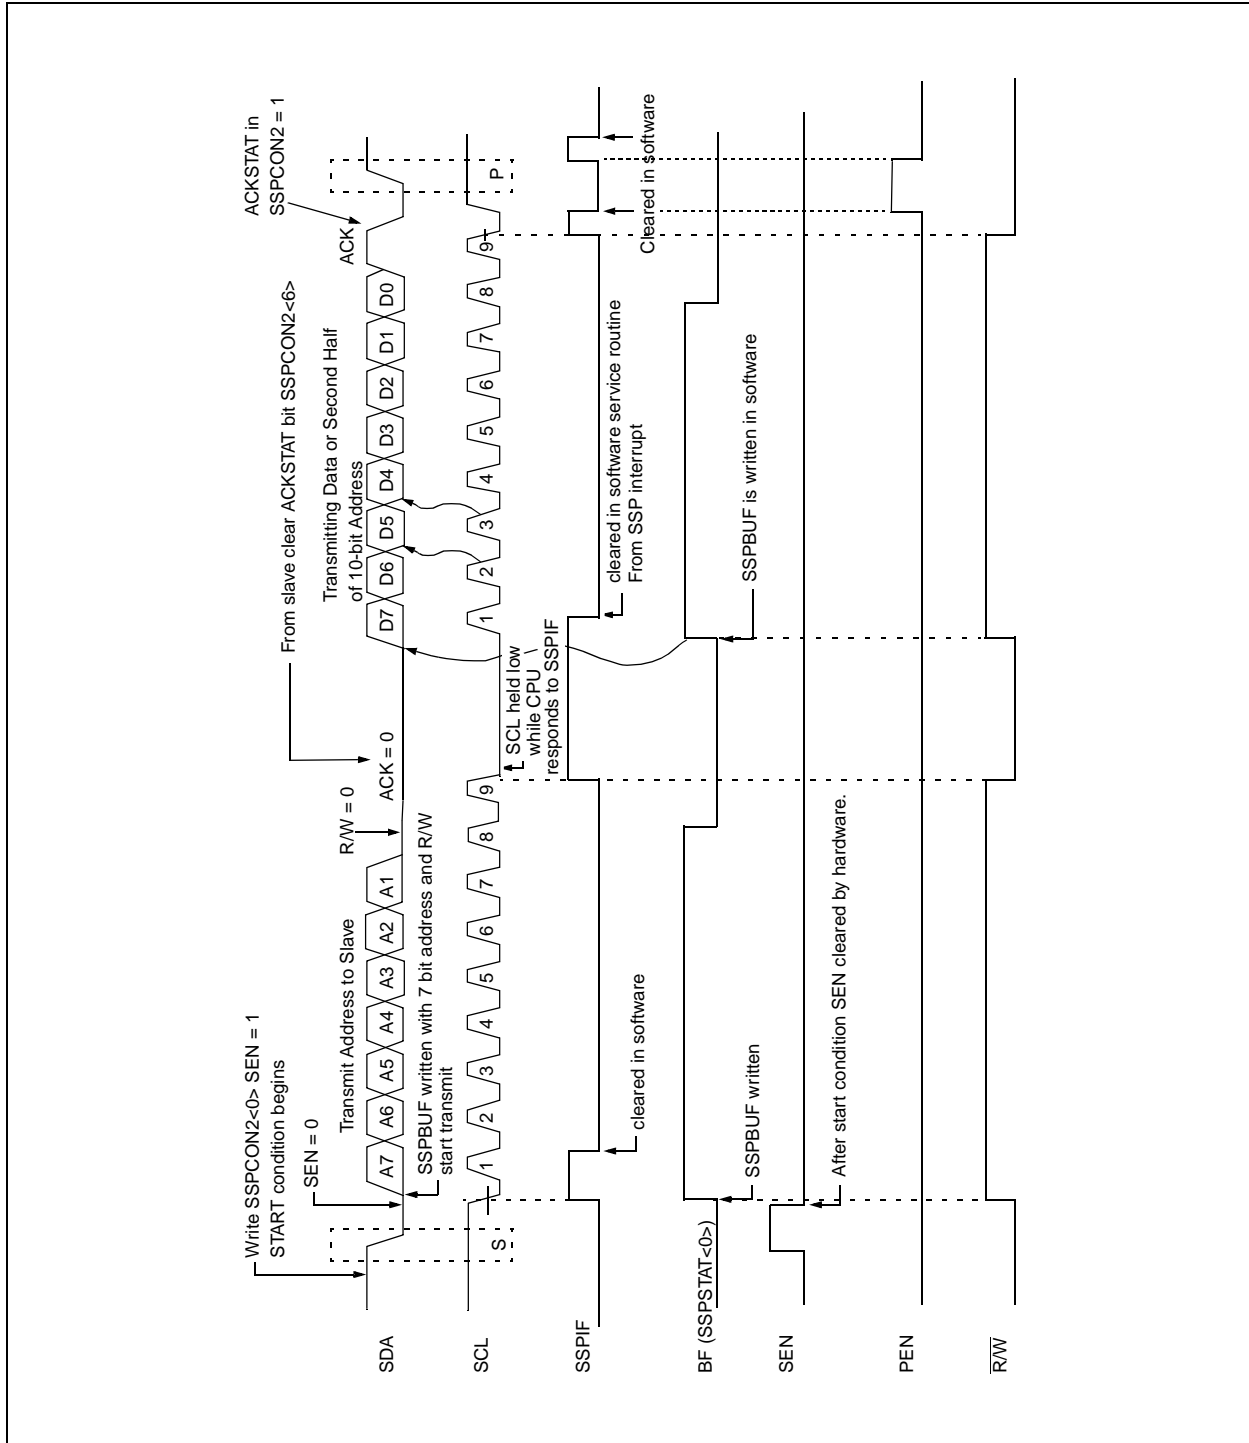 Write SSPCON2<0> SEN = 1
START condition begins
SEN = 0
Transmit Address to Slave
R/W = 0
From slave clear ACKSTAT bit SSPCON2<6>
Transmitting Data or Second Half
of 10-bit Address
ACKSTAT in
SSPCON2 = 1
ACK = 0
ACK
SDA
A7 A6 A5 A4 A3 A2 A1
D7 D6 D5 D4 D3 D2 D1 D0
SSPBUF written with 7 bit address and R/W
start transmit
SCL
S
1 2 3 4 5 6 7 8 9
1 2 3 4 5 6 7 8 9
P
SCL held low
while CPU
responds to SSPIF
SSPIF
cleared in software
cleared in software service routine
From SSP interrupt
Cleared in software
BF (SSPSTAT<0>)
SSPBUF written
SSPBUF is written in software
SEN
After start condition SEN cleared by hardware.
PEN
R/W